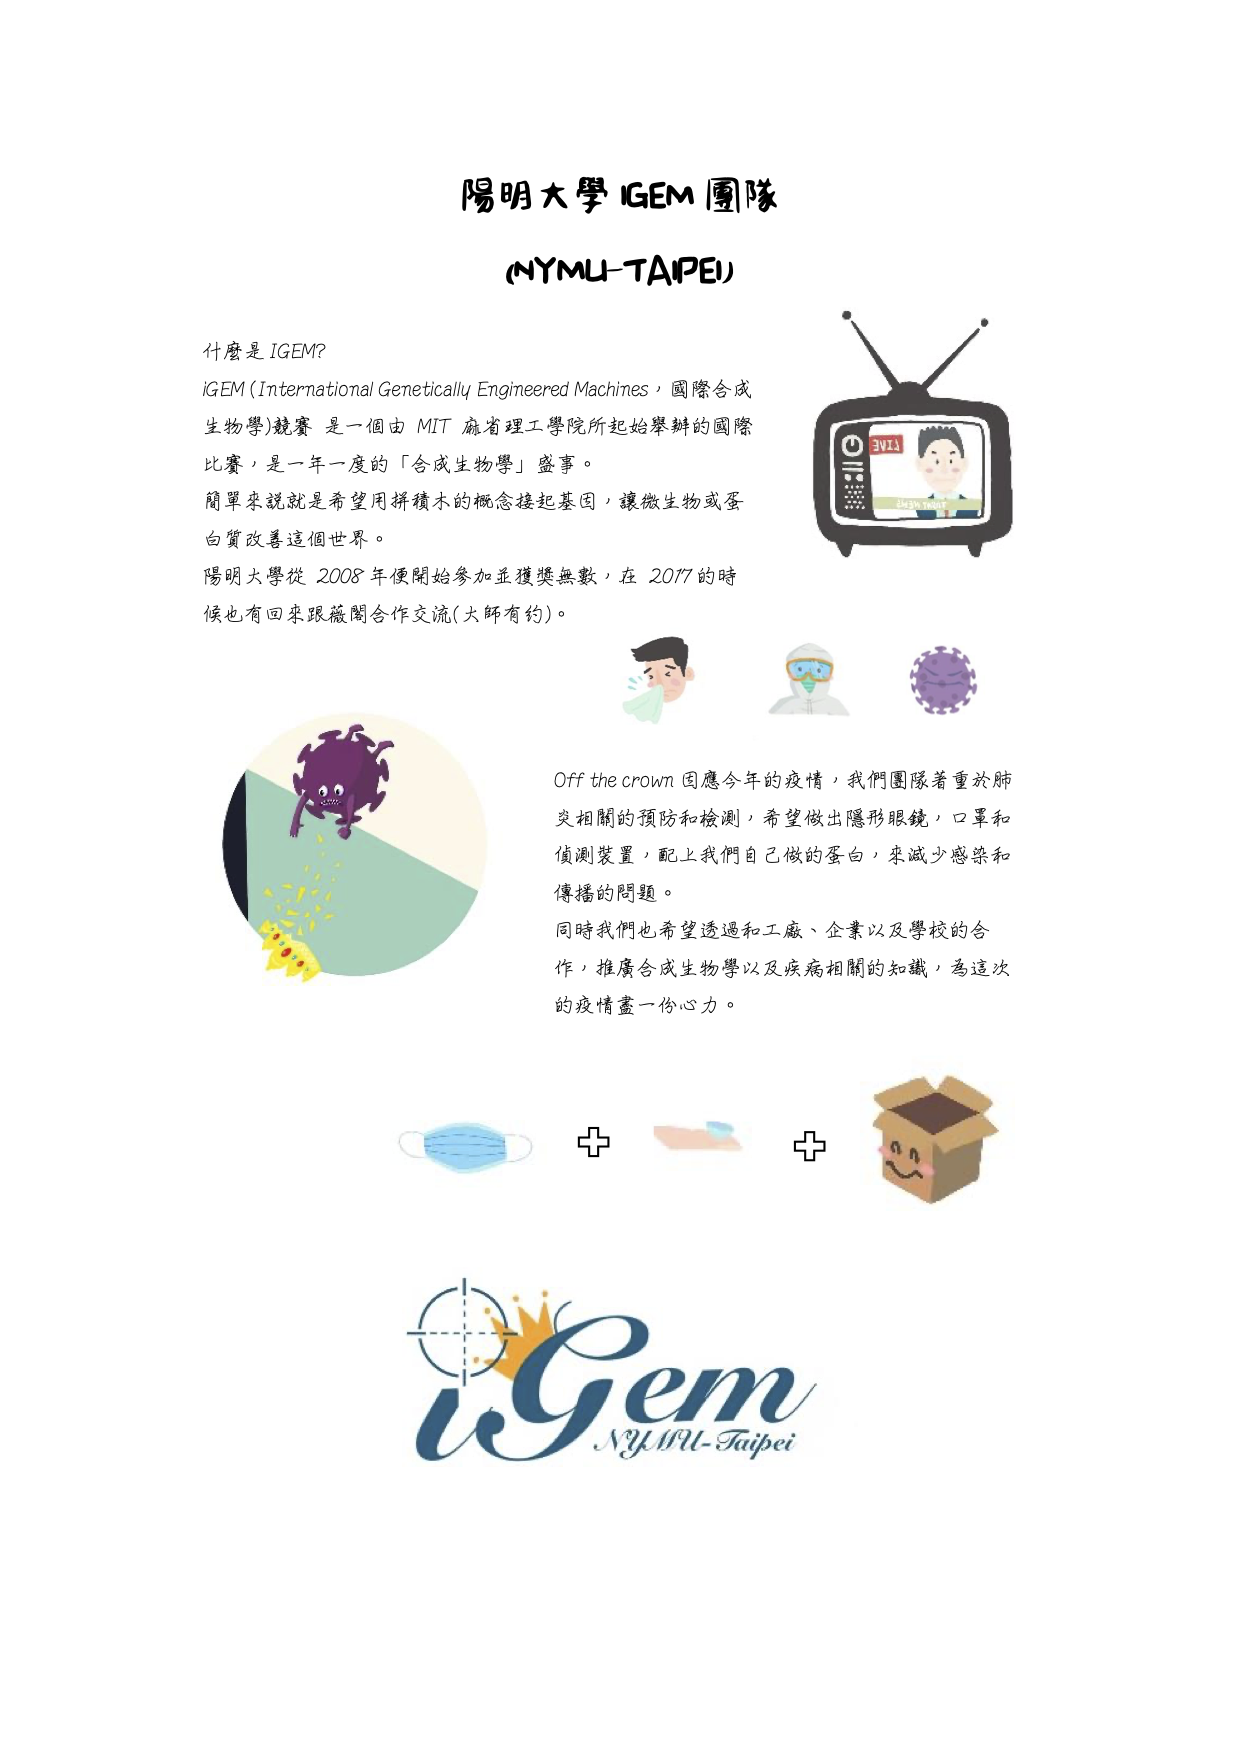 陽明大學 IGEM 團隊
(NYMU-TAIPEI)
什麼是 IGEM?
iGEM (International Genetically Engineered Machines，國際合成
生物學)競賽 是一個由 MIT 麻省理工學院所起始舉辦的國際
比賽，是一年一度的「合成生物學」盛事。
簡單來說就是希望用拼積木的概念接起基因，讓微生物或蛋
白質改善這個世界。
陽明大學從 2008 年便開始參加並獲獎無數，在 2017 的時
候也有回來跟薇閣合作交流(大師有約)。
LIVE
Off the crown 因應今年的疫情，我們團隊著重於肺
炎相關的預防和檢測，希望做出隱形眼鏡，口罩和
偵測裝置，配上我們自己做的蛋白，來減少感染和
傳播的問題。
同時我們也希望透過和工廠、企業以及學校的合
作，推廣合成生物學以及疾病相關的知識，為這次
的疫情盡一份心力。
iGem
NYMU-Taipei